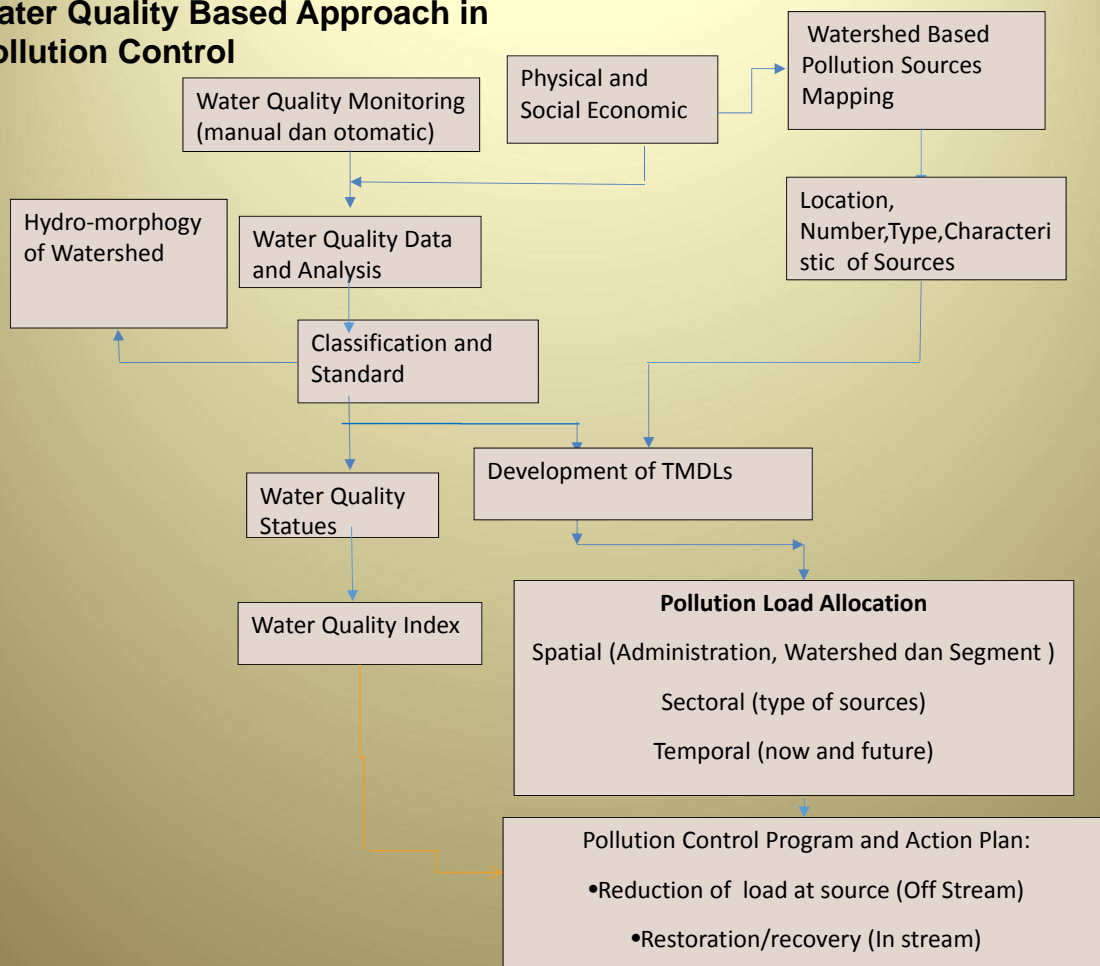 ater Quality Based Approach in
ollution Control
Water Quality Monitoring
(manual dan otomatic)
Physical and
Social Economic
Watershed Based
Pollution Sources
Mapping
Hydro-morphogy
of Watershed
Water Quality Data
and Analysis
Location,
Number,Type,Characteri
stic of Sources
Classification and
Standard
Water Quality
Statues
Development of TMDLs
Water Quality Index
Pollution Load Allocation
Spatial (Administration, Watershed dan Segment )
Sectoral (type of sources)
Temporal (now and future)
Pollution Control Program and Action Plan:
•Reduction of load at source (Off Stream)
•Restoration/recovery (In stream)